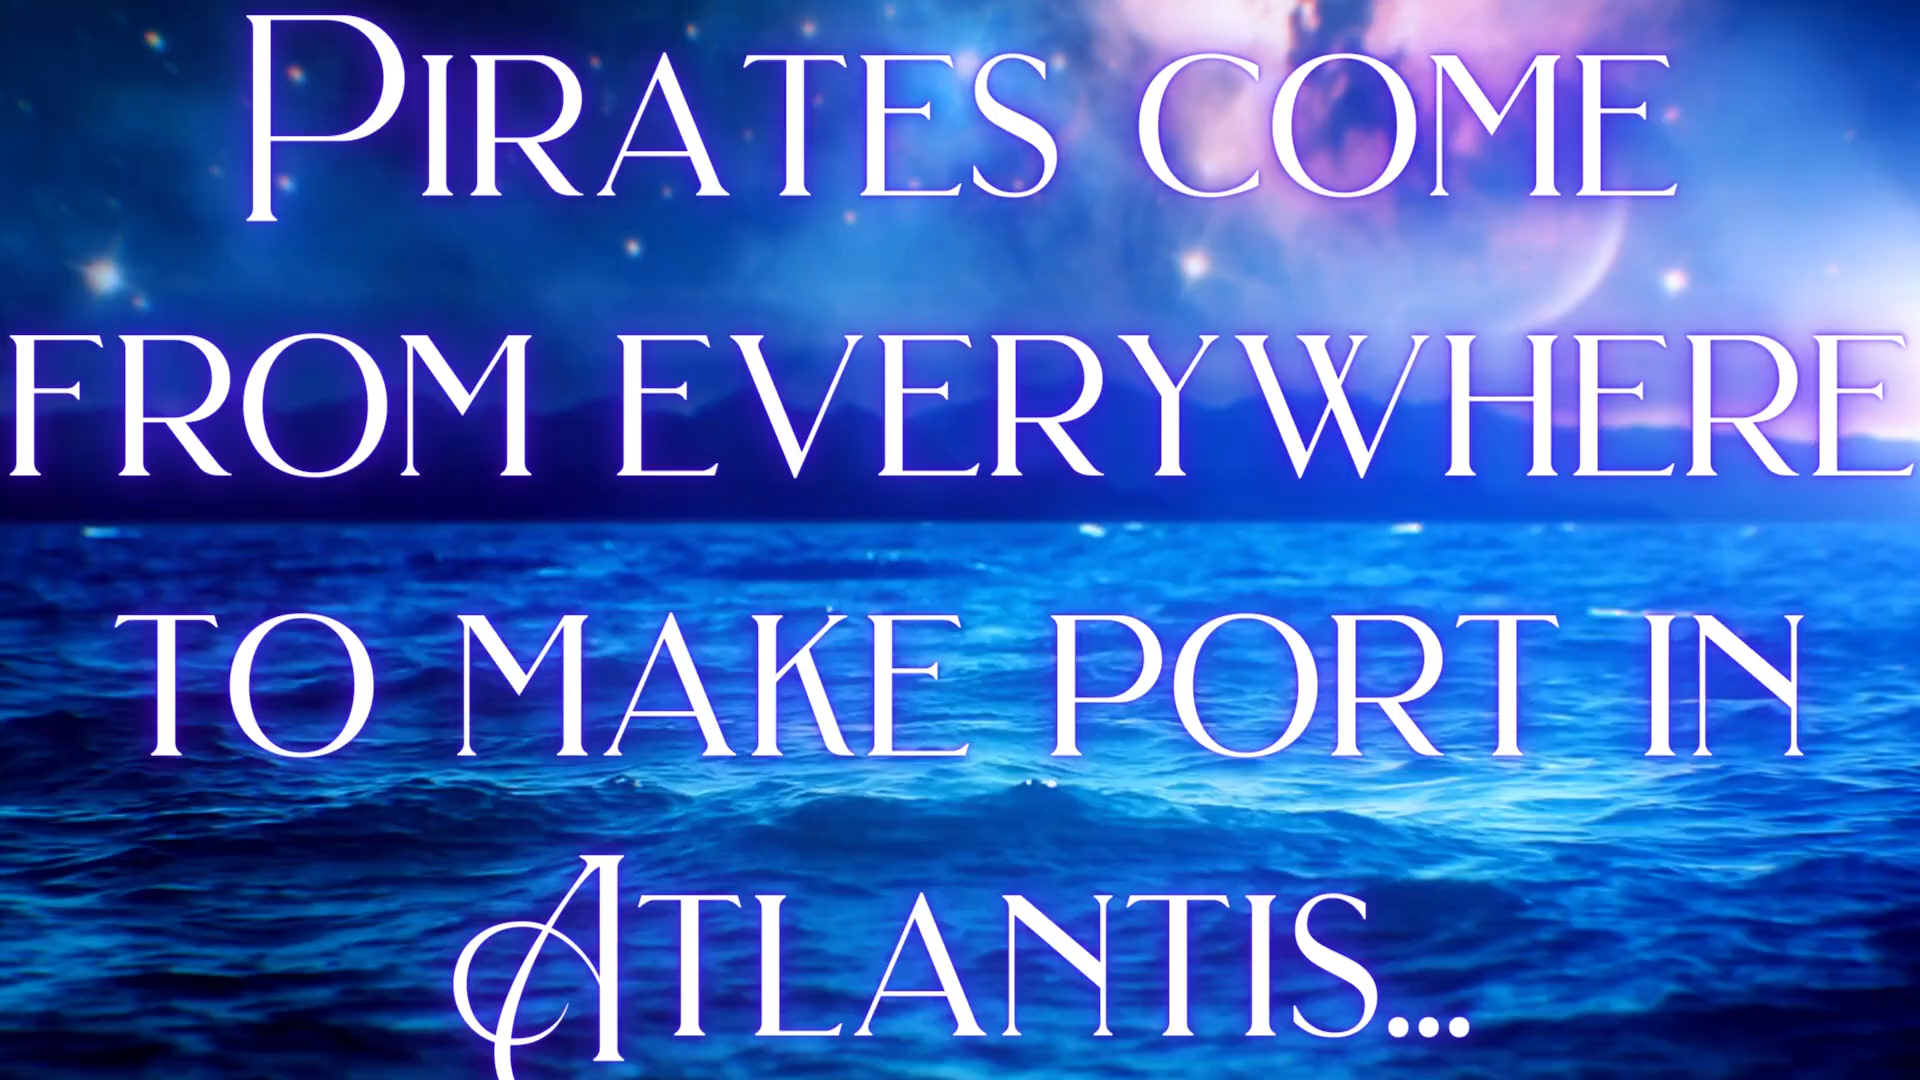 Pirates come
from everywhere
to make port in
Atlantis...